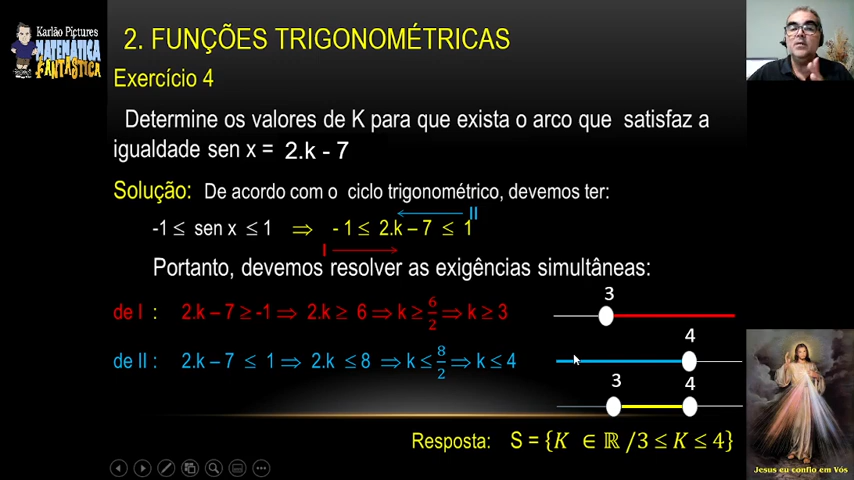 Karlão Pictures
MATEMÁTICA
FANTÁSTICA
2. FUNÇÕES TRIGONOMÉTRICAS
Exercício 4
Determine os valores de K para que exista o arco que satisfaz a
igualdade sen x = 2.k - 7
Solução: De acordo com o ciclo trigonométrico, devemos ter:
II
-1 ≤ sen x ≤ 1 ⇒ - 1 ≤ 2.k – 7 ≤ 1
I
Portanto, devemos resolver as exigências simultâneas:
3
de I : 2.k – 7 ≥ -1 ⇒ 2.k ≥ 6 ⇒ k ≥ 6/2 ⇒ k ≥ 3
4
de II : 2.k – 7 ≤ 1 ⇒ 2.k ≤ 8 ⇒ k ≤ 8/2 ⇒ k ≤ 4
3 4
Resposta: S = {K ∈ ℝ /3 ≤ K ≤ 4}
Jesus eu confio em Vós